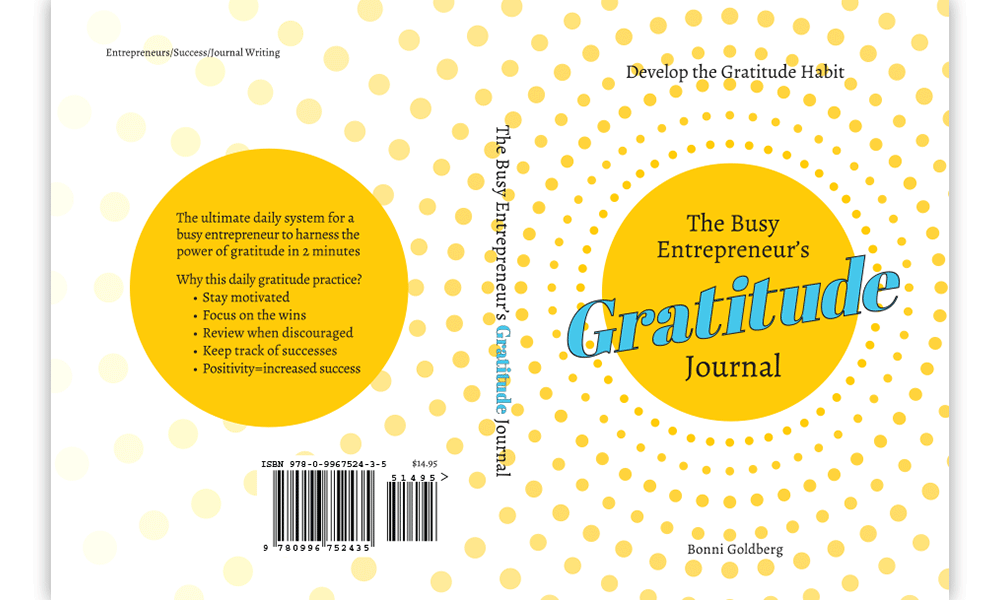 Entrepreneurs/Success/Journal Writing
The ultimate daily system for a
busy entrepreneur to harness the
power of gratitude in 2 minutes
Why this daily gratitude practice?
• Stay motivated
• Focus on the wins
• Review when discouraged
• Keep track of successes
• Positivity=increased success
ISBN 978-0-9967524-3-5
$14.95
51495 >
9 780996 752435
The Busy Entrepreneur's Gratitude Journal
Develop the Gratitude Habit
The Busy
Entrepreneur's
Gratitude
Journal
Bonni Goldberg